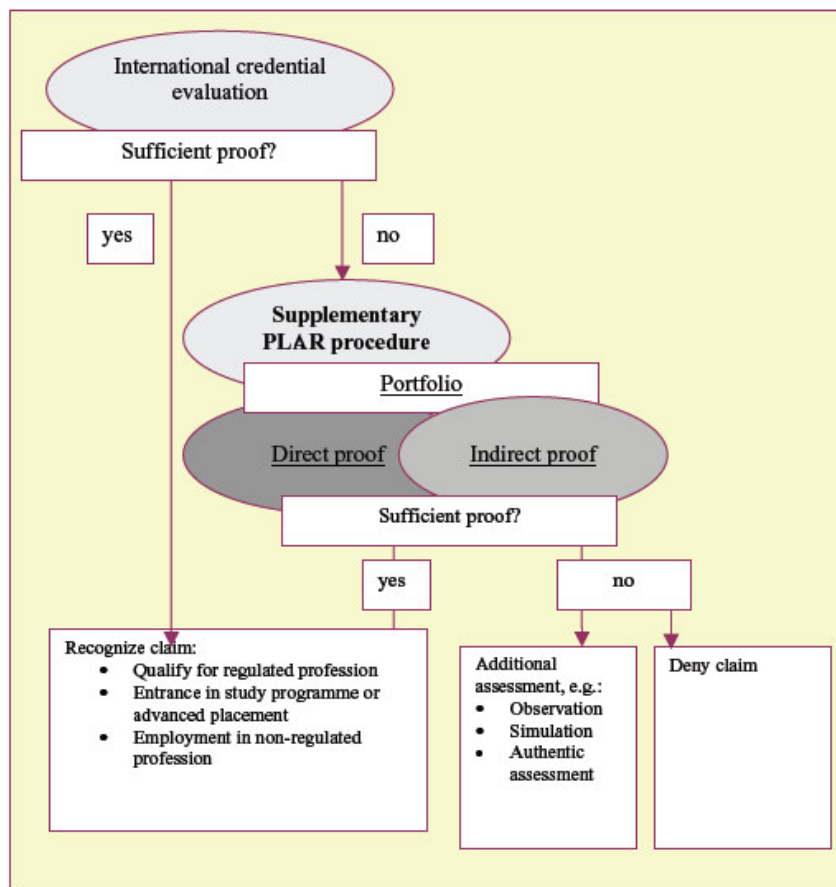 International credential
evaluation
Sufficient proof?
yes
no
Supplementary
PLAR procedure
Portfolio
Direct proof
Indirect proof
Sufficient proof?
yes
no
Recognize claim:
• Qualify for regulated profession
• Entrance in study programme or
advanced placement
• Employment in non-regulated
profession
Additional
assessment, e.g.:
• Observation
• Simulation
• Authentic
assessment
Deny claim